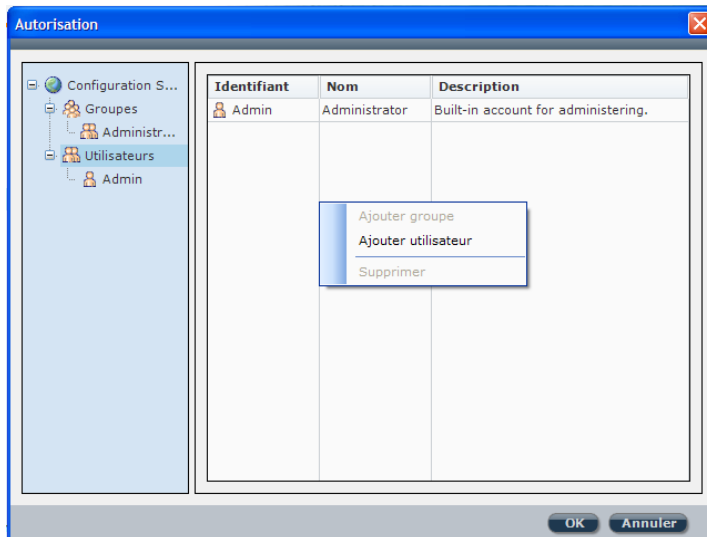 Autorisation
Configuration S...
Groupes
Administr...
Utilisateurs
Admin
Identifiant Nom Description
Admin Administrator Built-in account for administering.
Ajouter groupe
Ajouter utilisateur
Supprimer
OK Annuler